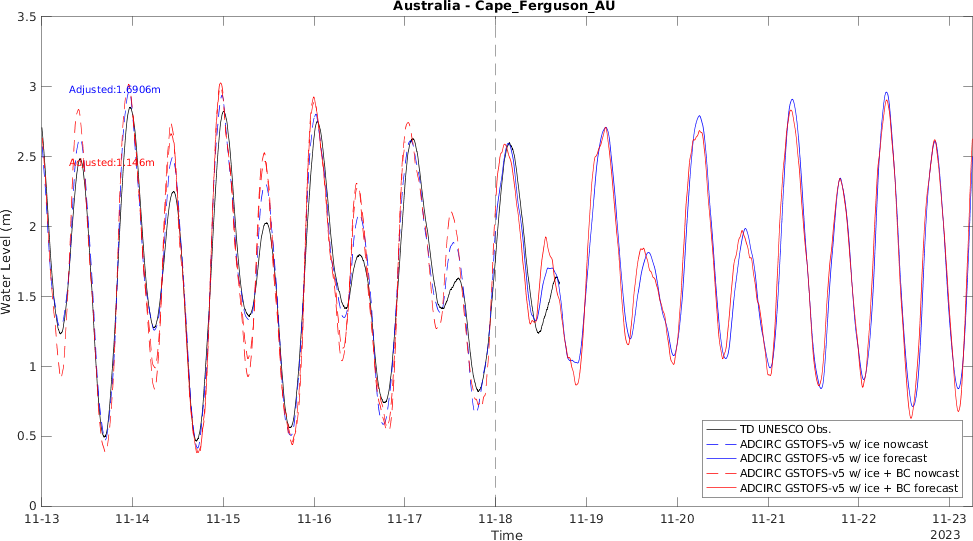 Australia - Cape_Ferguson_AU
3.5
3
2.5
2
1.5
1
0.5
0
Water Level (m)
Adjusted:1.6906m
Adjusted:1.146m
TD UNESCO Obs.
ADCIRC GSTOFS-v5 w/ ice nowcast
ADCIRC GSTOFS-v5 w/ ice forecast
ADCIRC GSTOFS-v5 w/ ice + BC nowcast
ADCIRC GSTOFS-v5 w/ ice + BC forecast
11-13 11-14 11-15 11-16 11-17 11-18 11-19 11-20 11-21 11-22 11-23
Time
2023